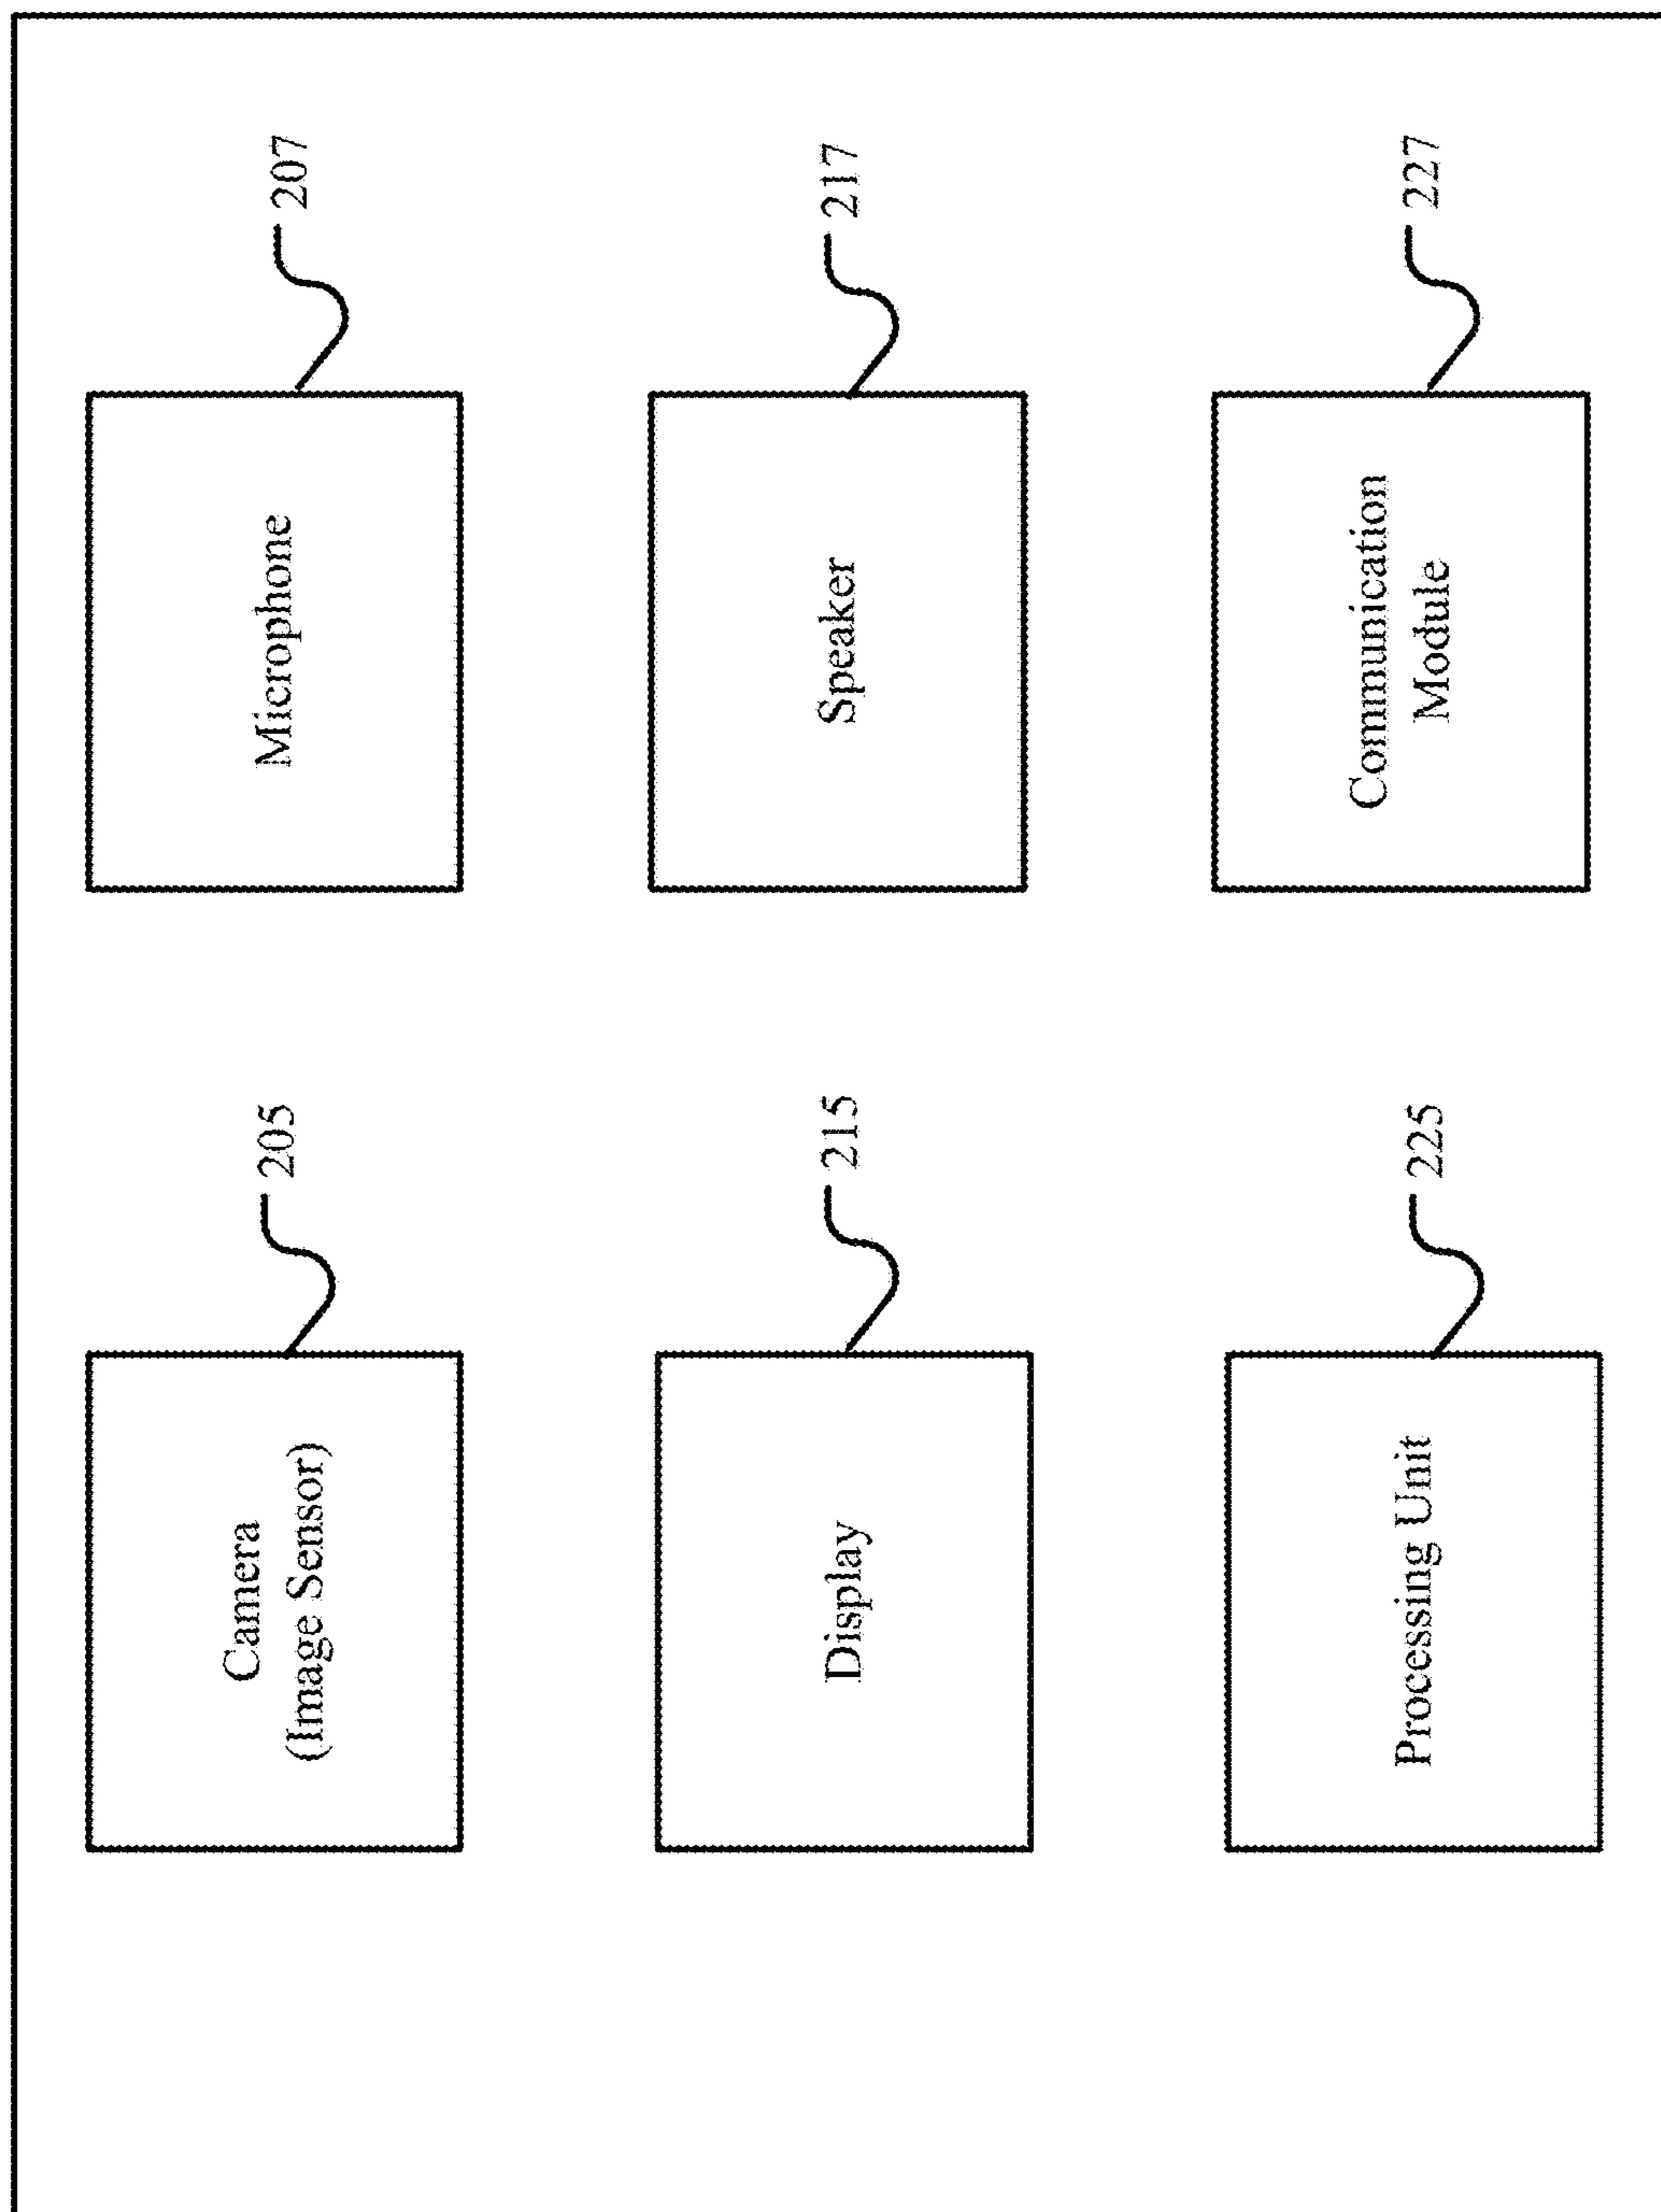 Camera
(Image Sensor)
205
Microphone
207
Display
215
Speaker
217
Processing Unit
225
Communication
Module
227